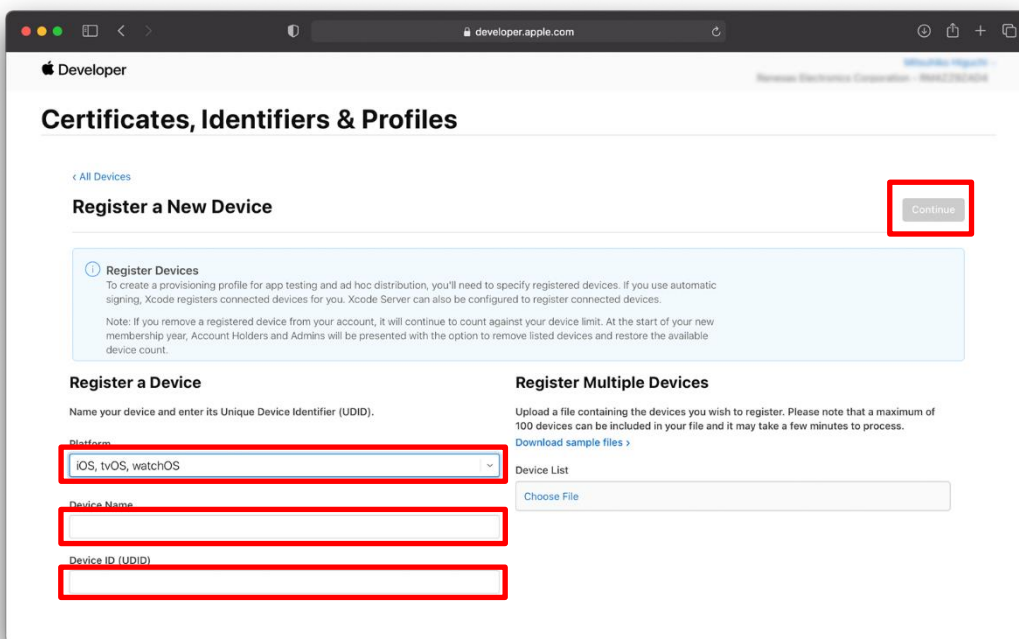 developer.apple.com
Developer
Certificates, Identifiers & Profiles
‹ All Devices
Register a New Device
Continue
Register Devices
To create a provisioning profile for app testing and ad hoc distribution, you'll need to specify registered devices. If you use automatic
signing, Xcode registers connected devices for you. Xcode Server can also be configured to register connected devices.
Note: If you remove a registered device from your account, it will continue to count against your device limit. At the start of your new
membership year, Account Holders and Admins will be presented with the option to remove listed devices and restore the available
device count.
Register a Device
Name your device and enter its Unique Device Identifier (UDID).
Platform
iOS, tvOS, watchOS
Device Name
Device ID (UDID)
Register Multiple Devices
Upload a file containing the devices you wish to register. Please note that a maximum of
100 devices can be included in your file and it may take a few minutes to process.
Download sample files ›
Device List
Choose File